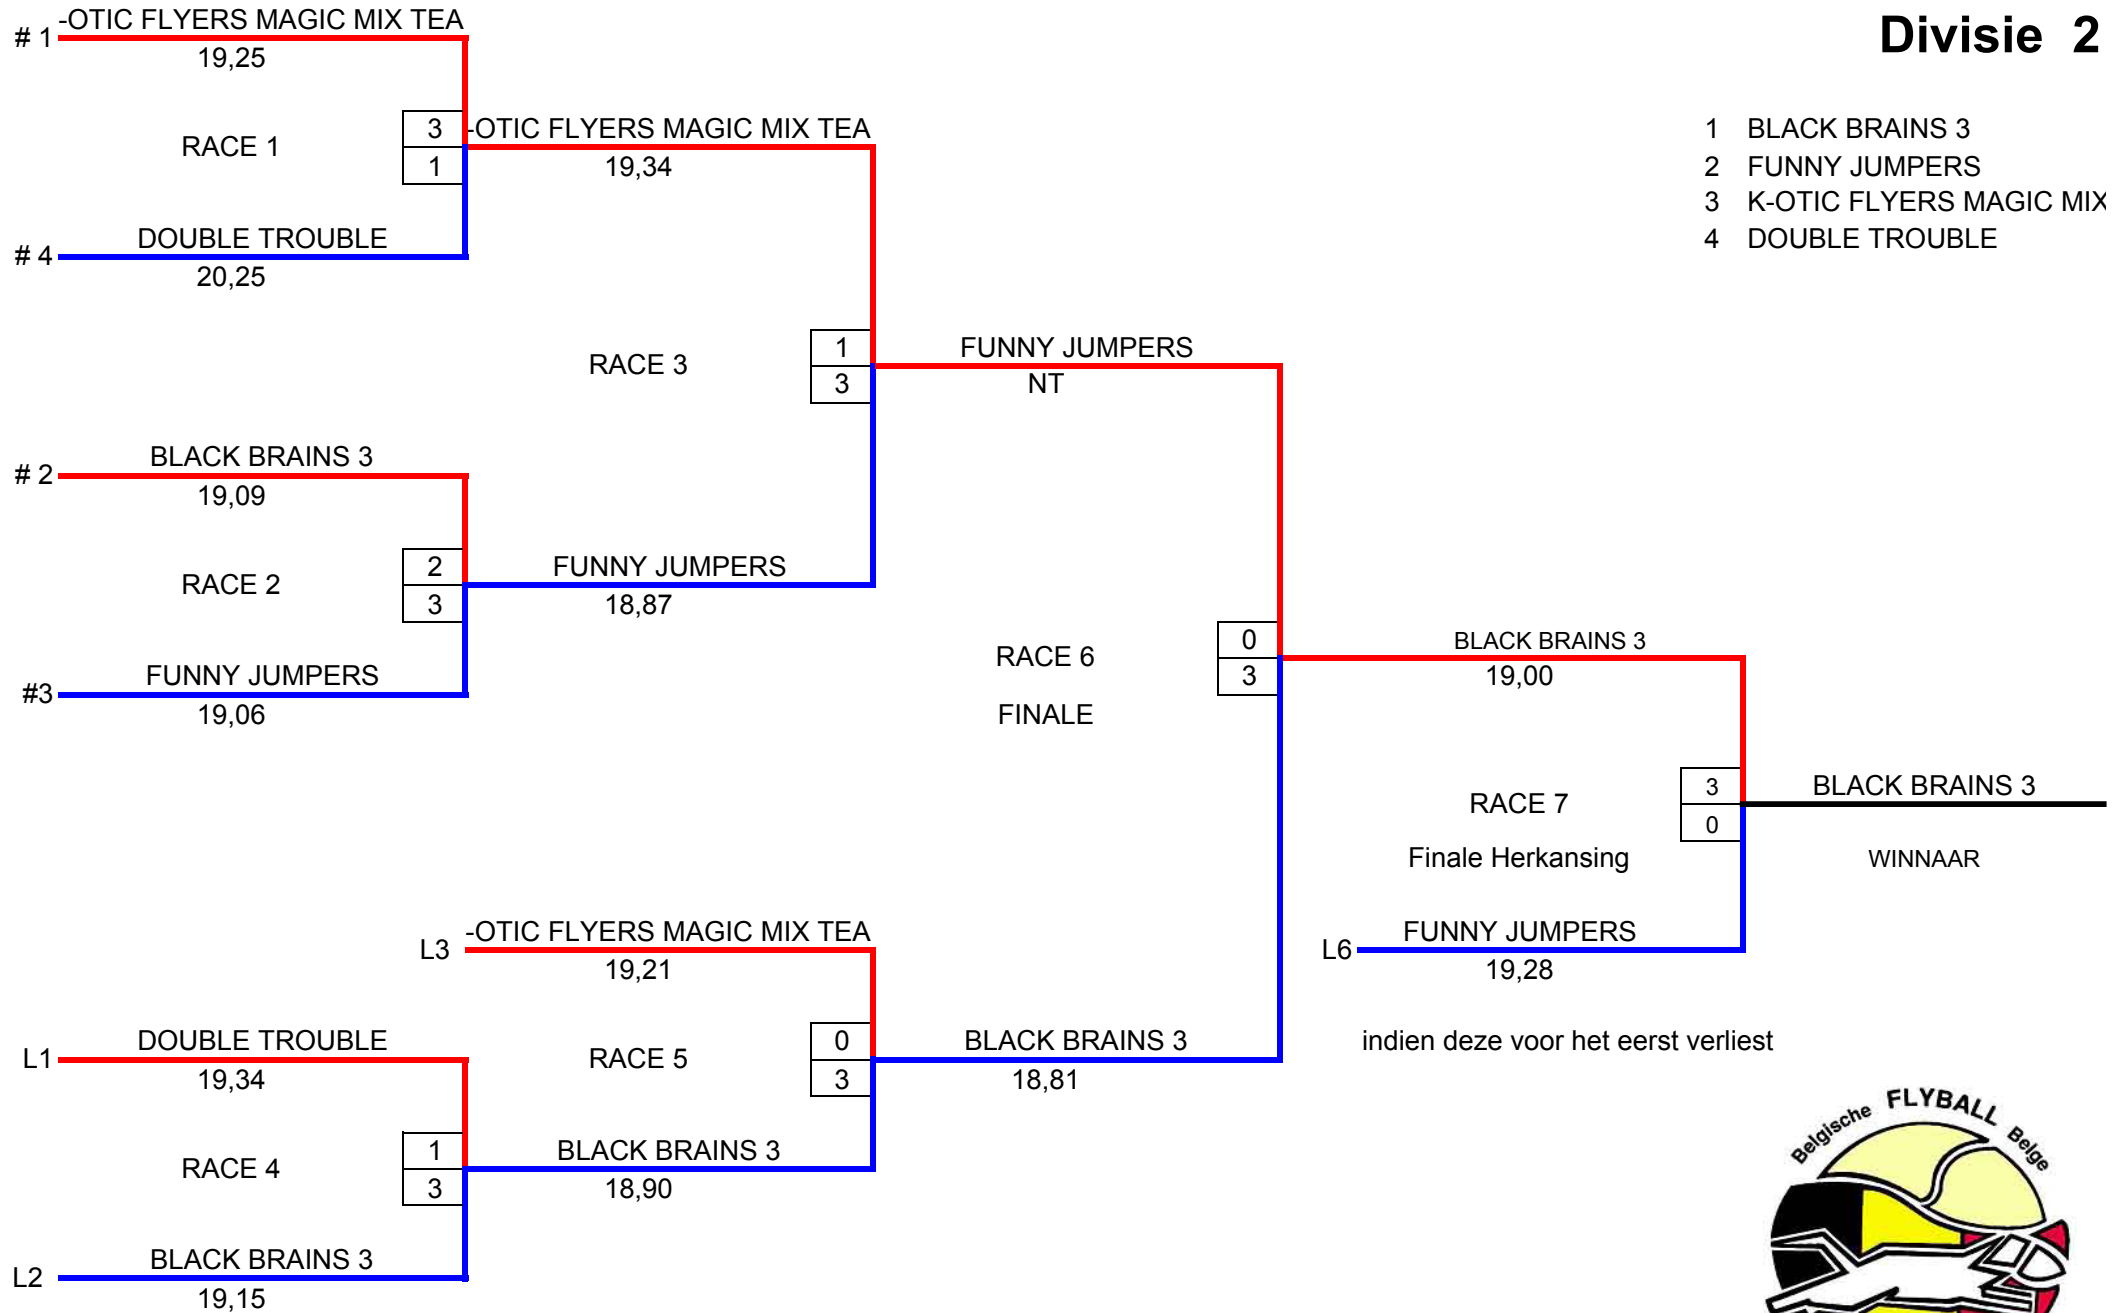 Divisie 2
-OTIC FLYERS MAGIC MIX TEA
# 1
19,25
RACE 1
3
1
DOUBLE TROUBLE
# 4
20,25
-OTIC FLYERS MAGIC MIX TEA
19,34
1 BLACK BRAINS 3
2 FUNNY JUMPERS
3 K-OTIC FLYERS MAGIC MIX
4 DOUBLE TROUBLE
RACE 3
1
3
FUNNY JUMPERS
NT
BLACK BRAINS 3
# 2
19,09
RACE 2
2
3
FUNNY JUMPERS
18,87
FUNNY JUMPERS
#3
19,06
RACE 6
0
3
FINALE
BLACK BRAINS 3
19,00
RACE 7
3
0
Finale Herkansing
BLACK BRAINS 3
WINNAAR
L3
-OTIC FLYERS MAGIC MIX TEA
19,21
L6
FUNNY JUMPERS
19,28
indien deze voor het eerst verliest
DOUBLE TROUBLE
L1
19,34
RACE 5
0
3
BLACK BRAINS 3
18,81
RACE 4
1
3
BLACK BRAINS 3
18,90
BLACK BRAINS 3
L2
19,15
Belgische FLYBALL Belge